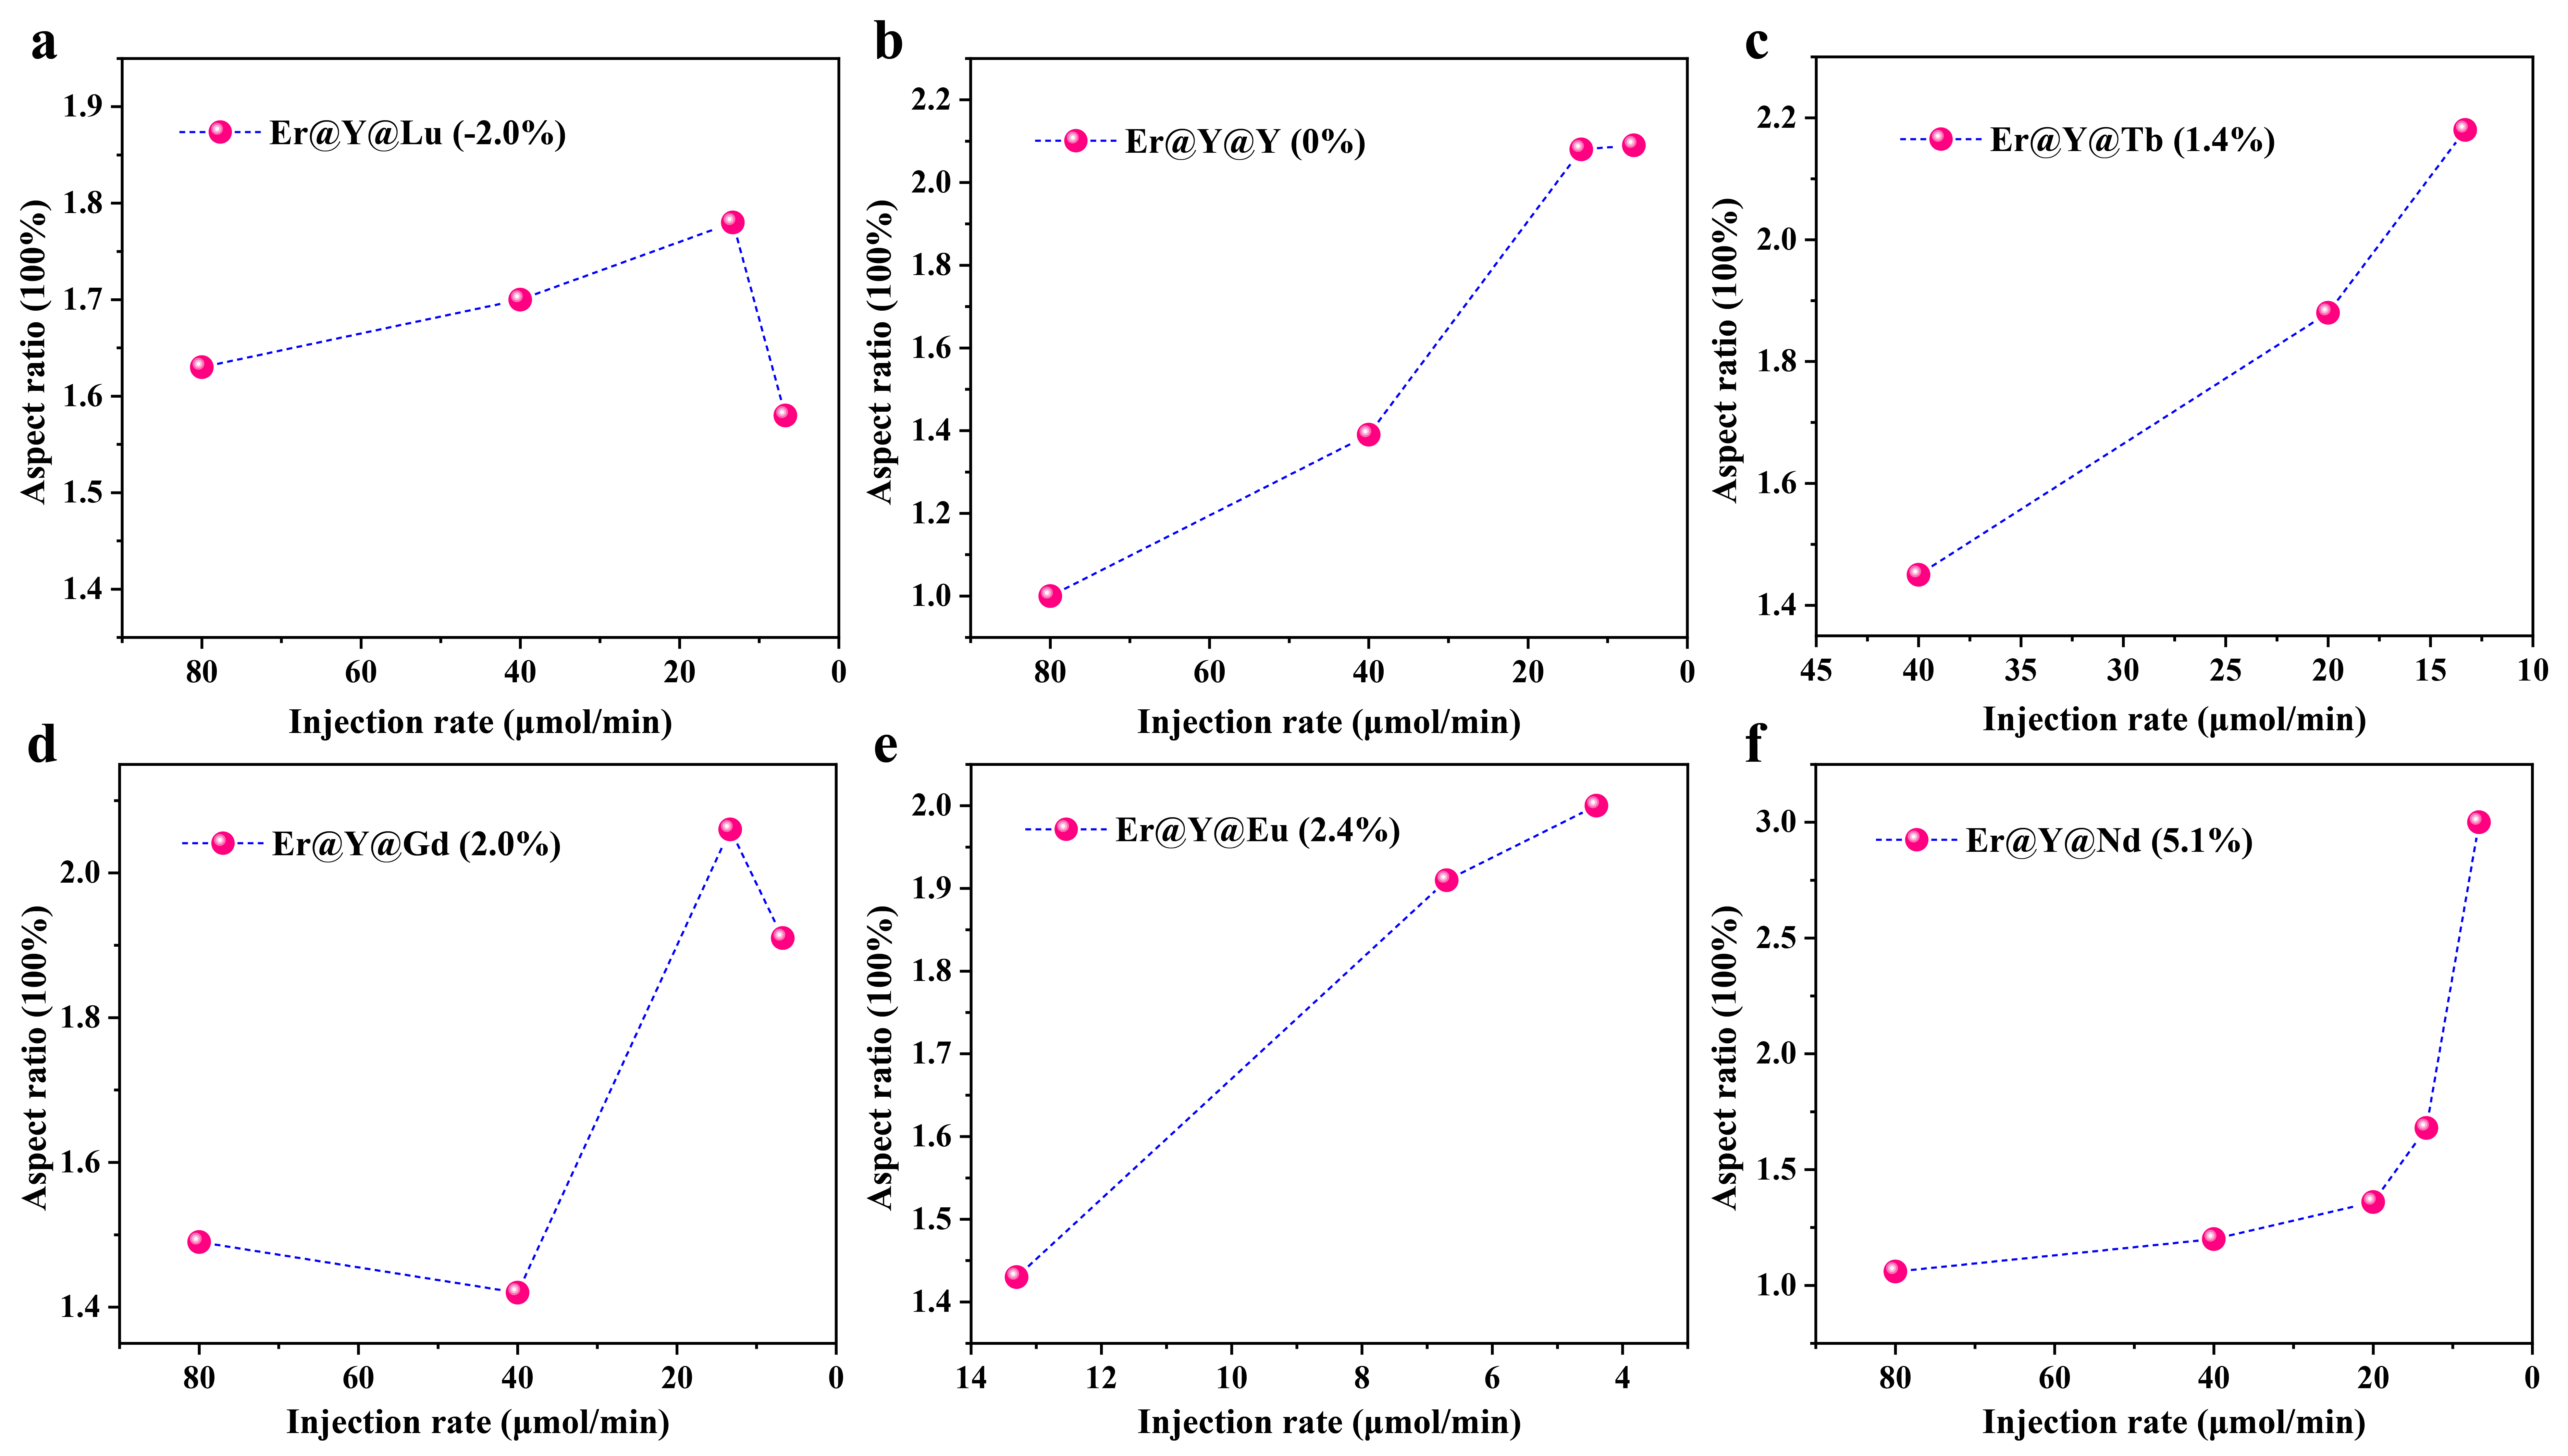 a
Er@Y@Lu (-2.0%)
Aspect ratio (100%)
1.9
1.8
1.7
1.6
1.5
1.4
80 60 40 20 0
Injection rate (μmol/min)
b
Er@Y@Y (0%)
Aspect ratio (100%)
2.2
2.0
1.8
1.6
1.4
1.2
1.0
80 60 40 20 0
Injection rate (μmol/min)
c
Er@Y@Tb (1.4%)
Aspect ratio (100%)
2.2
2.0
1.8
1.6
1.4
45 40 35 30 25 20 15 10
Injection rate (μmol/min)
d
Er@Y@Gd (2.0%)
Aspect ratio (100%)
2.0
1.8
1.6
1.4
80 60 40 20 0
Injection rate (μmol/min)
e
Er@Y@Eu (2.4%)
Aspect ratio (100%)
2.0
1.9
1.8
1.7
1.6
1.5
1.4
14 12 10 8 6 4
Injection rate (μmol/min)
f
Er@Y@Nd (5.1%)
Aspect ratio (100%)
3.0
2.5
2.0
1.5
1.0
80 60 40 20 0
Injection rate (μmol/min)